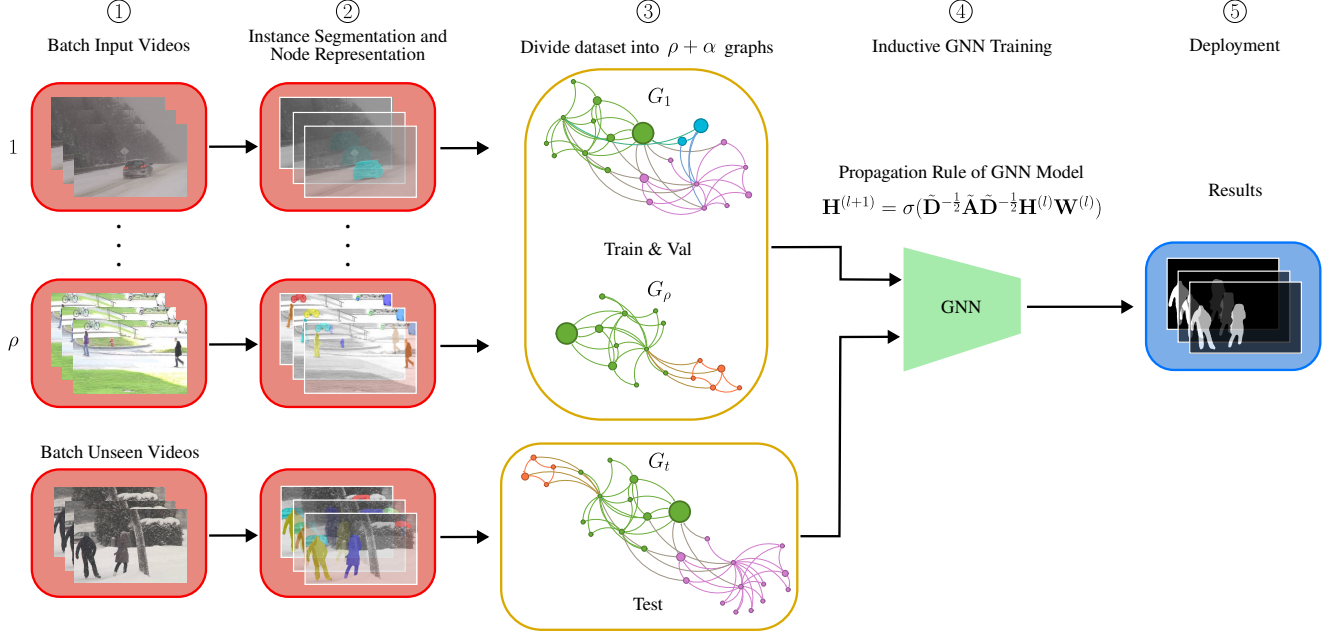 ① ② ③ ④ ⑤
Batch Input Videos
Instance Segmentation and
Node Representation
Divide dataset into ρ + α graphs
Inductive GNN Training
Deployment
1
G₁
Propagation Rule of GNN Model
H⁽ˡ⁺¹⁾ = σ(D̃^{-1/2}ÃD̃^{-1/2}H⁽ˡ⁾W⁽ˡ⁾)
Results
Train & Val
ρ
G_ρ
GNN
Batch Unseen Videos
G_t
Test